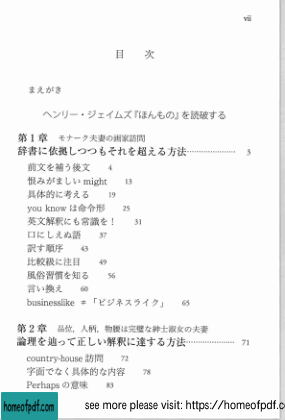 vii
目 次
まえがき
ヘンリー・ジェイムズ『ほんもの』を読破する
第1章 モナーク夫妻の画家訪問
辞書に依拠しつつもそれを超える方法…………………… 3
前文を補う後文 4
恨みがましい might 13
具体的に考える 19
you know は命令形 25
英文解釈にも常識を！ 31
口にしえぬ語 37
訳す順序 43
比較級に注目 49
風俗習慣を知る 56
言い換え 60
businesslike ≠「ビジネスライク」 65
第2章 品位，人柄，物腰は完璧な紳士淑女の夫妻
論理を辿って正しい解釈に達する方法…………………… 71
country-house 訪問 72
字面でなく具体的な内容 78
Perhaps の意味 83
homeofpdf.com
see more please visit: https://homeofpdf.com